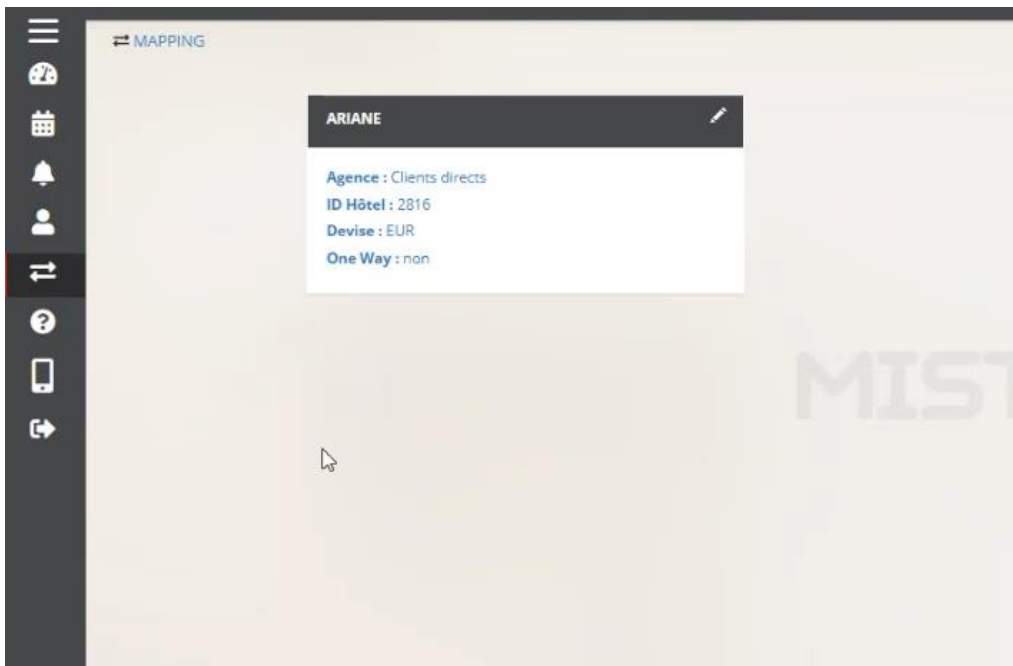 MAPPING
ARIANE
Agence : Clients directs
ID Hôtel : 2816
Devise : EUR
One Way : non
MIST